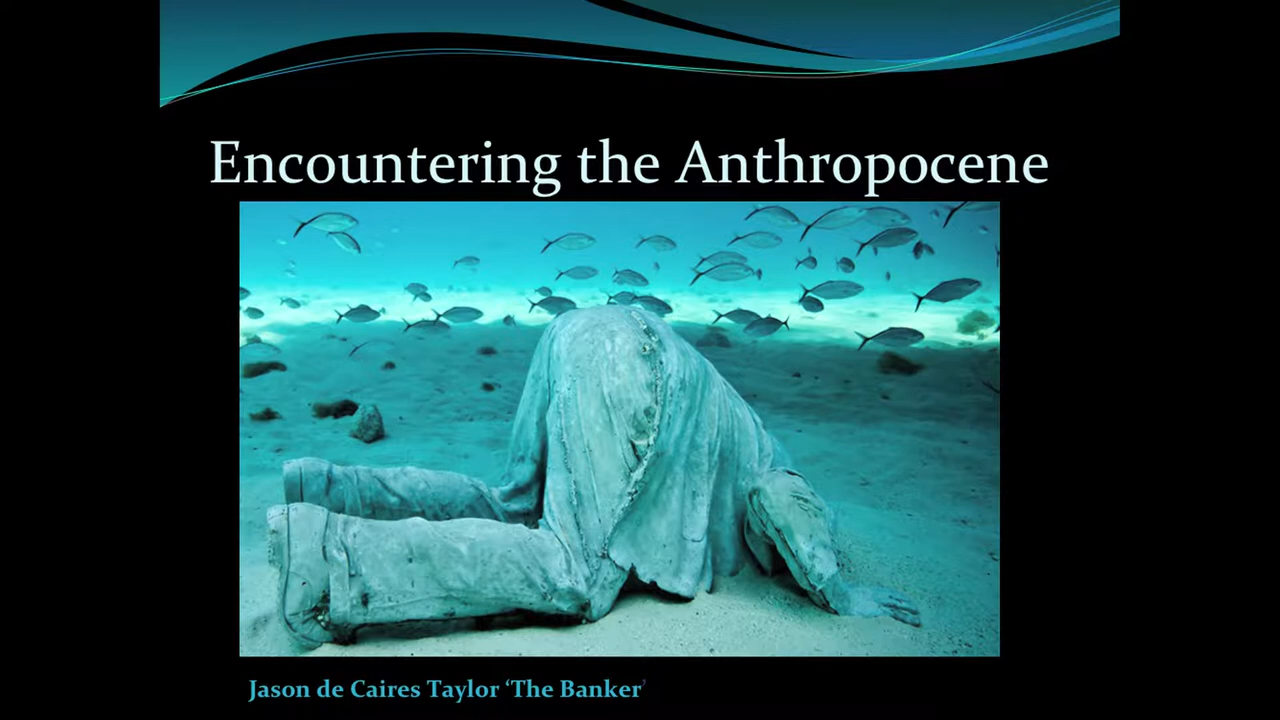 Encountering the Anthropocene
Jason de Caires Taylor ‘The Banker’